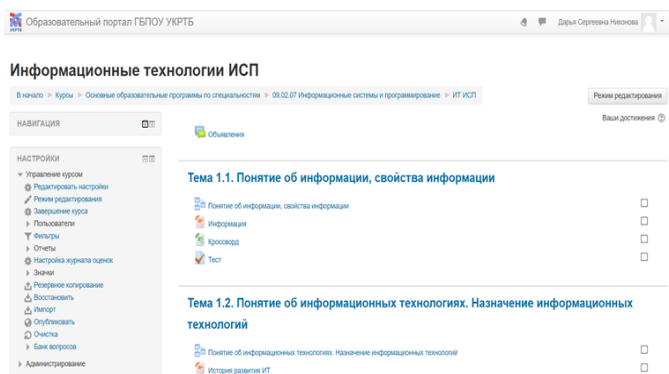 УКРТБ
Образовательный портал ГБПОУ УКРТБ
Дарья Сергеевна Никонова
Информационные технологии ИСП
В начало ► Курсы ► Основные образовательные программы по специальностям ► 09.02.07 Информационные системы и программирование ► ИТ ИСП
Режим редактирования
НАВИГАЦИЯ
НАСТРОЙКИ
Управление курсом
Редактировать настройки
Режим редактирования
Завершение курса
Пользователи
Фильтры
Отчеты
Настройка журнала оценок
Значки
Резервное копирование
Восстановить
Импорт
Опубликовать
Очистка
Банк вопросов
Администрирование
Ваши достижения
Объявления
Тема 1.1. Понятие об информации, свойства информации
Понятие об информации, свойства информации
Информация
Кроссворд
Тест
Тема 1.2. Понятие об информационных технологиях. Назначение информационных
технологий
Понятие об информационных технологиях. Назначение информационных технологий
История развития ИТ